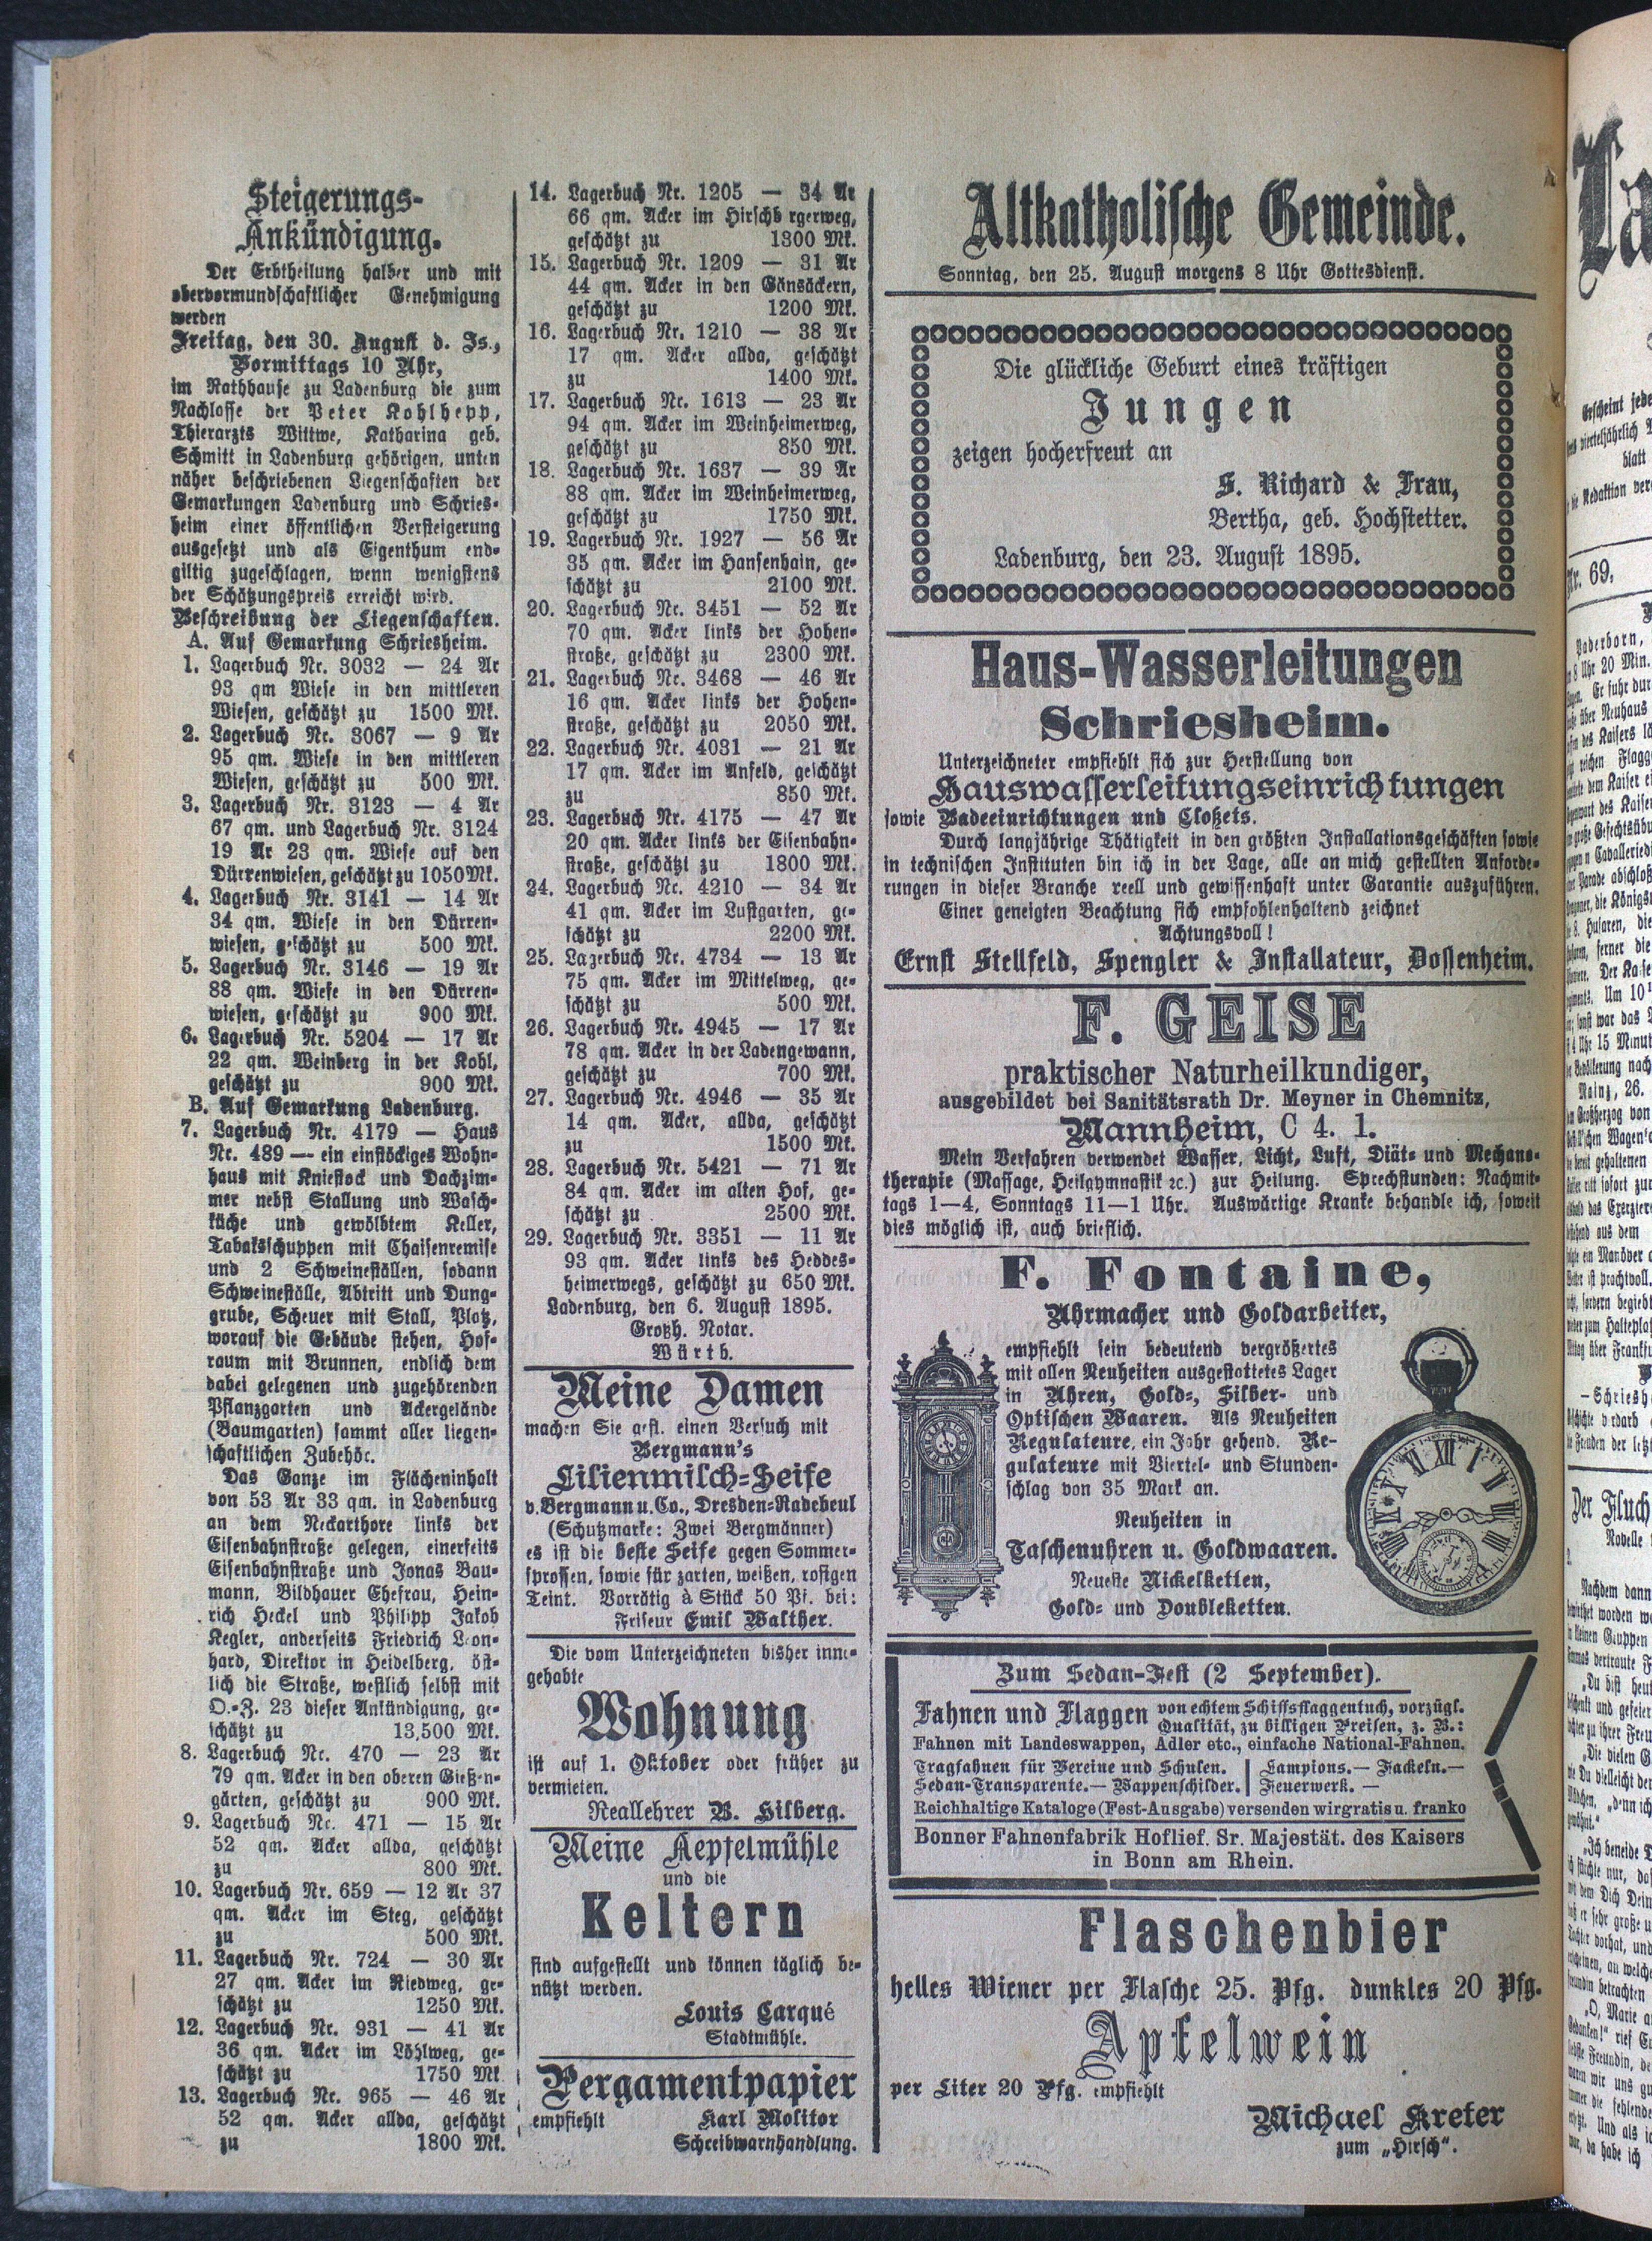 Steigerungs-
Ankündigung.
Der Erbtheilung halber und mit
obervormundschaftlicher Genehmigung
werden
Freitag, den 30. August d. Js.,
Vormittags 10 Uhr,
im Rathhause zu Ladenburg die zum
Nachlasse der Peter Kohlhepp,
Thierarzts Wittwe, Katharina geb.
Schmitt in Ladenburg gehörigen, unten
näher beschriebenen Liegenschaften der
Gemarkungen Ladenburg und Schries-
heim einer öffentlichen Versteigerung
ausgesetzt und als Eigenthum end-
giltig zugeschlagen, wenn wenigstens
der Schätzungspreis erreicht wird.
Beschreibung der Liegenschaften.
A. Auf Gemarkung Schriesheim.
1. Lagerbuch Nr. 3032 — 24 Ar
93 qm Wiese in den mittleren
Wiesen, geschätzt zu 1500 Mk.
2. Lagerbuch Nr. 3067 — 9 Ar
95 qm. Wiese in den mittleren
Wiesen, geschätzt zu 500 Mk.
3. Lagerbuch Nr. 3123 — 4 Ar
67 qm. und Lagerbuch Nr. 3124
19 Ar 23 qm. Wiese auf den
Dürrenwiesen, geschätzt zu 1050 Mk.
4. Lagerbuch Nr. 3141 — 14 Ar
34 qm. Wiese in den Dürren-
wiesen, geschätzt zu 500 Mk.
5. Lagerbuch Nr. 3146 — 19 Ar
88 qm. Wiese in den Dürren-
wiesen, geschätzt zu 900 Mk.
6. Lagerbuch Nr. 5204 — 17 Ar
22 qm. Weinberg in der Kohl,
geschätzt zu 900 Mk.
B. Auf Gemarkung Ladenburg.
7. Lagerbuch Nr. 4179 — Haus
Nr. 489 — ein einstöckiges Wohn-
haus mit Kniestock und Dachzim-
mer nebst Stallung und Wasch-
küche und gewölbtem Keller,
Tabaksschuppen mit Chaisenremise
und 2 Schweineställen, sodann
Schweineställe, Abtritt und Dung-
grube, Scheuer mit Stall, Platz,
worauf die Gebäude stehen, Hof-
raum mit Brunnen, endlich dem
dabei gelegenen und zugehörenden
Pflanzgarten und Ackergelände
(Baumgarten) sammt aller liegen-
schaftlichen Zubehör.
Das Ganze im Flächeninhalt
von 53 Ar 33 qm. in Ladenburg
an dem Neckarthore links der
Eisenbahnstraße gelegen, einerseits
Eisenbahnstraße und Jonas Bau-
mann, Bildhauer Ehefrau, Hein-
rich Heckel und Philipp Jakob
Kegler, anderseits Friedrich Leon-
hard, Direktor in Heidelberg, öst-
lich die Straße, westlich selbst mit
O.-Z. 23 dieser Ankündigung, ge-
schätzt zu 13,500 Mk.
8. Lagerbuch Nr. 470 — 23 Ar
79 qm. Acker in den oberen Gießen-
gärten, geschätzt zu 900 Mk.
9. Lagerbuch Nr. 471 — 15 Ar
52 qm. Acker allda, geschätzt
zu 800 Mk.
10. Lagerbuch Nr. 659 — 12 Ar 37
qm. Acker im Steg, geschätzt
zu 500 Mk.
11. Lagerbuch Nr. 724 — 30 Ar
27 qm. Acker im Riedweg, ge-
schätzt zu 1250 Mk.
12. Lagerbuch Nr. 931 — 41 Ar
36 qm. Acker im Löhlweg, ge-
schätzt zu 1750 Mk.
13. Lagerbuch Nr. 965 — 46 Ar
52 qm. Acker allda, geschätzt
zu 1800 Mk.
14. Lagerbuch Nr. 1205 — 34 Ar
66 qm. Acker im Hirschb rgerweg,
geschätzt zu 1300 Mk.
15. Lagerbuch Nr. 1209 — 31 Ar
44 qm. Acker in den Gänsäckern,
geschätzt zu 1200 Mk.
16. Lagerbuch Nr. 1210 — 38 Ar
17 qm. Acker allda, geschätzt
zu 1400 Mk.
17. Lagerbuch Nr. 1613 — 23 Ar
94 qm. Acker im Weinheimerweg,
geschätzt zu 850 Mk.
18. Lagerbuch Nr. 1637 — 39 Ar
88 qm. Acker im Weinheimerweg,
geschätzt zu 1750 Mk.
19. Lagerbuch Nr. 1927 — 56 Ar
35 qm. Acker im Hansenhain, ge-
schätzt zu 2100 Mk.
20. Lagerbuch Nr. 3451 — 52 Ar
70 qm. Acker links der Hohen-
straße, geschätzt zu 2300 Mk.
21. Lagerbuch Nr. 3468 — 46 Ar
16 qm. Acker links der Hohen-
straße, geschätzt zu 2050 Mk.
22. Lagerbuch Nr. 4031 — 21 Ar
17 qm. Acker im Anfeld, geschätzt
zu 850 Mk.
23. Lagerbuch Nr. 4175 — 47 Ar
20 qm. Acker links der Eisenbahn-
straße, geschätzt zu 1800 Mk.
24. Lagerbuch Nr. 4210 — 34 Ar
41 qm. Acker im Lustgarten, ge-
schätzt zu 2200 Mk.
25. Lagerbuch Nr. 4734 — 13 Ar
75 qm. Acker im Mittelweg, ge-
schätzt zu 500 Mk.
26. Lagerbuch Nr. 4945 — 17 Ar
78 qm. Acker in der Ladengewann,
geschätzt zu 700 Mk.
27. Lagerbuch Nr. 4946 — 35 Ar
14 qm. Acker, allda, geschätzt
zu 1500 Mk.
28. Lagerbuch Nr. 5421 — 71 Ar
84 qm. Acker im alten Hof, ge-
schätzt zu 2500 Mk.
29. Lagerbuch Nr. 3351 — 11 Ar
93 qm. Acker links des Heddes-
heimerwegs, geschätzt zu 650 Mk.
Ladenburg, den 6. August 1895.
Großh. Notar.
Würth.
Meine Damen
machen Sie gefl. einen Versuch mit
Bergmann's
Lilienmilch-Seife
v. Bergmann u. Co., Dresden-Radebeul
(Schutzmarke: Zwei Bergmänner)
es ist die beste Seife gegen Sommer-
sprossen, sowie für zarten, weißen, rosigen
Teint. Vorrätig à Stück 50 Pf. bei:
Friseur Emil Walther.
Die vom Unterzeichneten bisher inne-
gehabte
Wohnung
ist auf 1. Oktober oder früher zu
vermieten.
Reallehrer B. Hilberg.
Meine Aepfelmühle
und die
Keltern
sind aufgestellt und können täglich be-
nützt werden.
Louis Carqué
Stadtmühle.
Pergamentpapier
empfiehlt Karl Molitor
Schreibwarnhandlung.
Altkatholische Gemeinde.
Sonntag, den 25. August morgens 8 Uhr Gottesdienst.
Die glückliche Geburt eines kräftigen
Jungen
zeigen hocherfreut an
F. Richard & Frau,
Bertha, geb. Hochstetter.
Ladenburg, den 23. August 1895.
Haus-Wasserleitungen
Schriesheim.
Unterzeichneter empfiehlt sich zur Herstellung von
Hauswasserleitungseinrichtungen
sowie Badeeinrichtungen und Closets.
Durch langjährige Thätigkeit in den größten Installationsgeschäften sowie
in technischen Instituten bin ich in der Lage, alle an mich gestellten Anforde-
rungen in dieser Branche reell und gewissenhaft unter Garantie auszuführen.
Einer geneigten Beachtung sich empfohlenhaltend zeichnet
Achtungsvoll!
Ernst Stellfeld, Spengler & Installateur, Dossenheim.
F. GEISE
praktischer Naturheilkundiger,
ausgebildet bei Sanitätsrath Dr. Meyner in Chemnitz,
Mannheim, C 4. 1.
Mein Verfahren verwendet Wasser, Licht, Luft, Diät- und Mechano-
therapie (Massage, Heilgymnastik ꝛc.) zur Heilung. Sprechstunden: Nachmit-
tags 1—4, Sonntags 11—1 Uhr. Auswärtige Kranke behandle ich, soweit
dies möglich ist, auch brieflich.
F. Fontaine,
Uhrmacher und Goldarbeiter,
empfiehlt sein bedeutend vergrößertes
mit allen Neuheiten ausgestattetes Lager
in Uhren, Gold-, Silber- und
Optischen Waaren. Als Neuheiten
Regulateure, ein Jahr gehend. Re-
gulateure mit Viertel- und Stunden-
schlag von 35 Mark an.
Neuheiten in
Taschenuhren u. Goldwaaren.
Neueste Nickelketten,
Gold- und Doubleketten.
Zum Sedan-Fest (2 September).
Fahnen und Flaggen von echtem Schiffsflaggentuch, vorzügl.
Qualität, zu billigen Preisen, z. B.:
Fahnen mit Landeswappen, Adler etc., einfache National-Fahnen.
Tragfahnen für Vereine und Schulen. | Lampions.— Fackeln.—
Sedan-Transparente.— Wappenschilder. | Feuerwerk. —
Reichhaltige Kataloge (Fest-Ausgabe) versenden wir gratis u. franko
Bonner Fahnenfabrik Hoflief. Sr. Majestät. des Kaisers
in Bonn am Rhein.
Flaschenbier
helles Wiener per Flasche 25. Pfg. dunkles 20 Pfg.
Apfelwein
per Liter 20 Pfg. empfiehlt
Michael Kreter
zum „Hirsch".
La
Erscheint jede
vierteljährlich
blatt
die Redaktion
Nr. 69.
Paderborn,
8 Uhr 20 Min.
Mainz, 26.
Der Fluch
Novelle
Nachdem dann